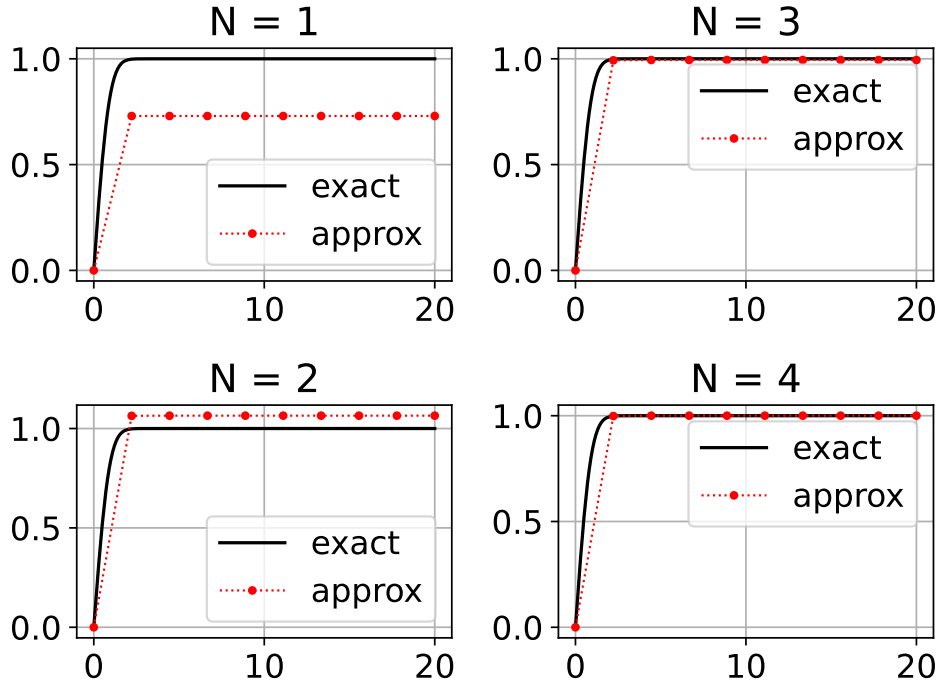 N = 1
1.0
0.5
0.0
0 10 20
exact
approx
N = 3
1.0
0.5
0.0
0 10 20
exact
approx
N = 2
1.0
0.5
0.0
0 10 20
exact
approx
N = 4
1.0
0.5
0.0
0 10 20
exact
approx